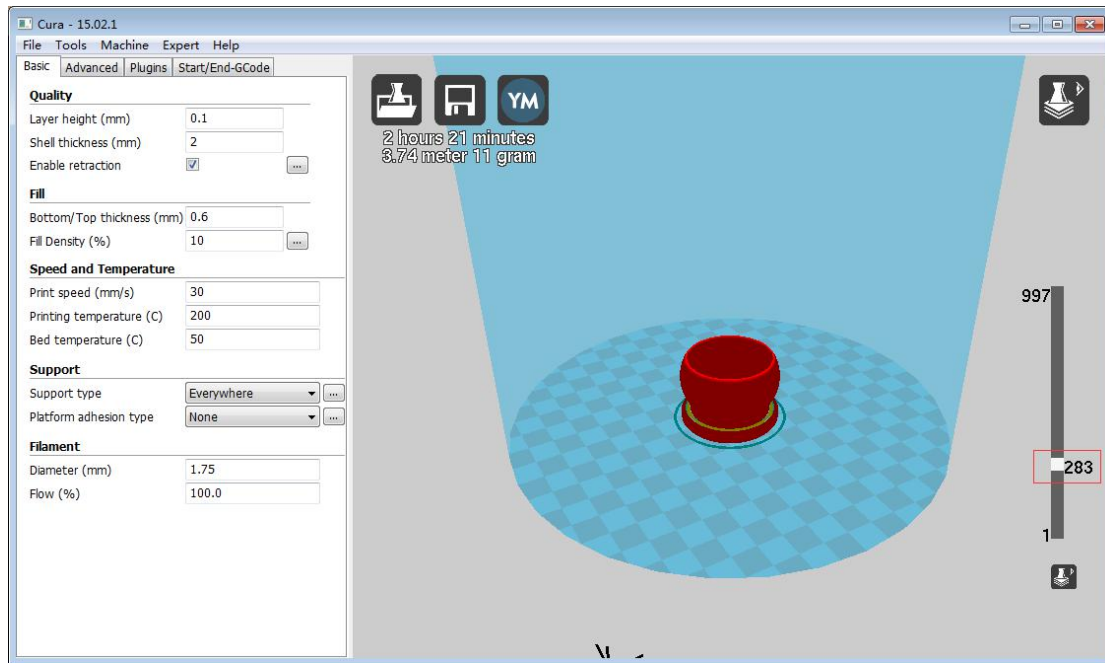 Cura - 15.02.1
File Tools Machine Expert Help
Basic Advanced Plugins Start/End-GCode
Quality
Layer height (mm) 0.1
Shell thickness (mm) 2
Enable retraction ...
Fill
Bottom/Top thickness (mm) 0.6
Fill Density (%) 10 ...
Speed and Temperature
Print speed (mm/s) 30
Printing temperature (C) 200
Bed temperature (C) 50
Support
Support type Everywhere ...
Platform adhesion type None ...
Filament
Diameter (mm) 1.75
Flow (%) 100.0
YM
2 hours 21 minutes
3.74 meter 11 gram
997
283
1